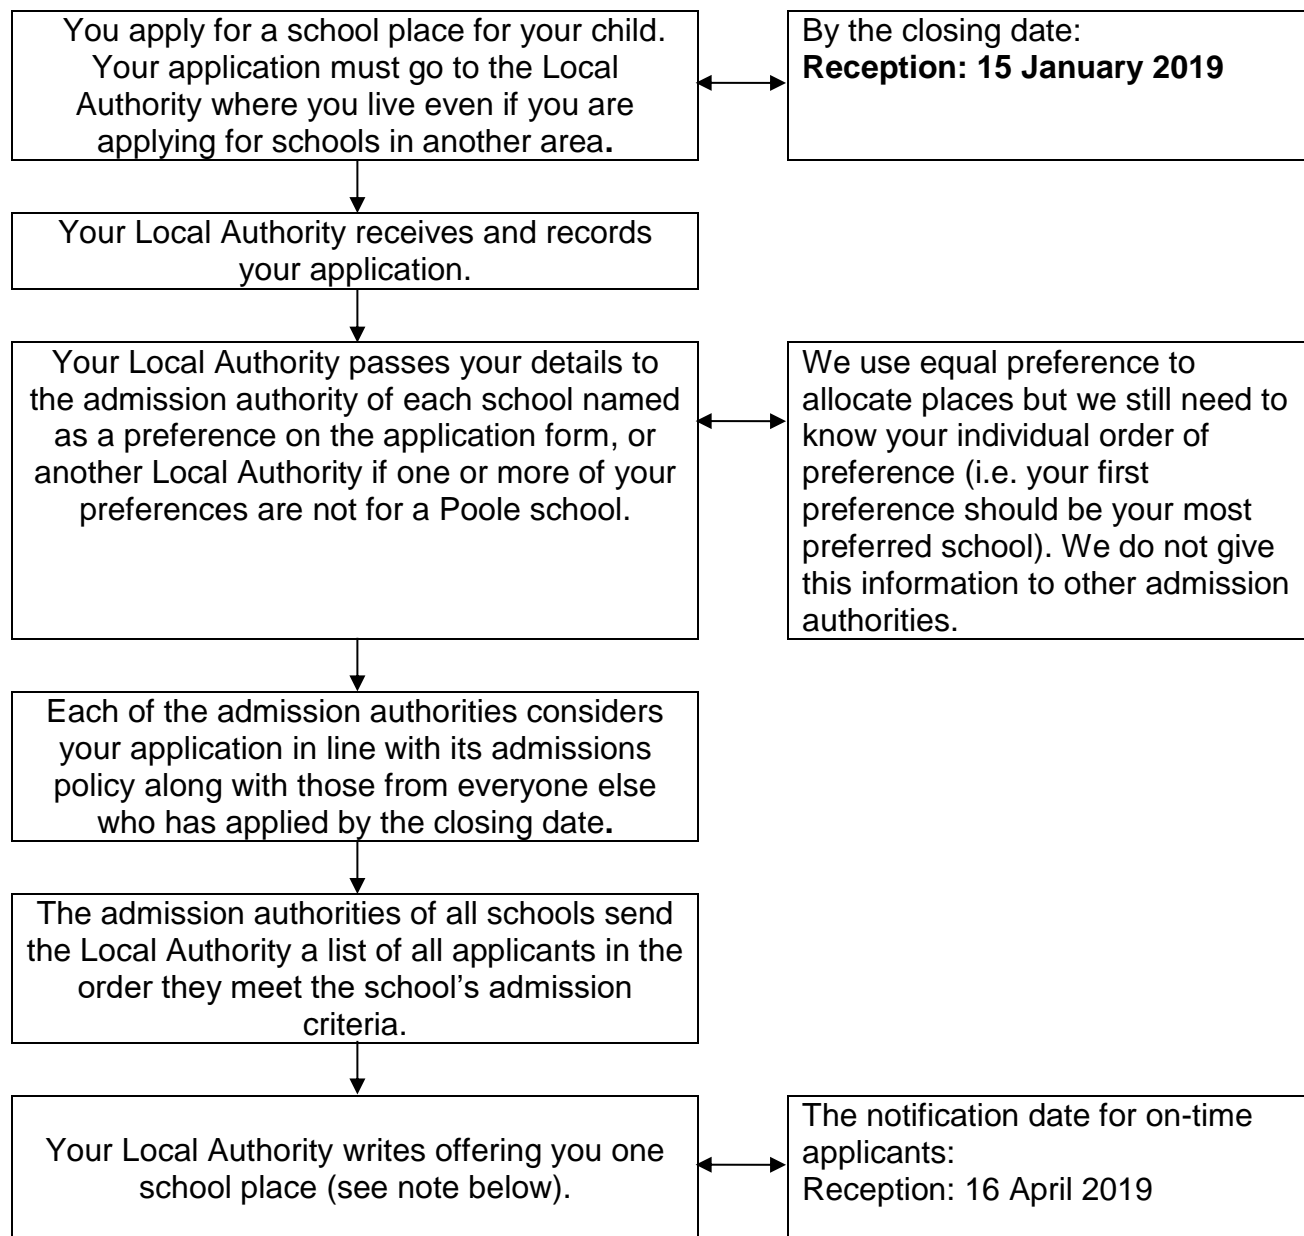 You apply for a school place for your child.
Your application must go to the Local
Authority where you live even if you are
applying for schools in another area.
By the closing date:
Reception: 15 January 2019
Your Local Authority receives and records
your application.
Your Local Authority passes your details to
the admission authority of each school named
as a preference on the application form, or
another Local Authority if one or more of your
preferences are not for a Poole school.
We use equal preference to
allocate places but we still need to
know your individual order of
preference (i.e. your first
preference should be your most
preferred school). We do not give
this information to other admission
authorities.
Each of the admission authorities considers
your application in line with its admissions
policy along with those from everyone else
who has applied by the closing date.
The admission authorities of all schools send
the Local Authority a list of all applicants in the
order they meet the school’s admission
criteria.
Your Local Authority writes offering you one
school place (see note below).
The notification date for on-time
applicants:
Reception: 16 April 2019